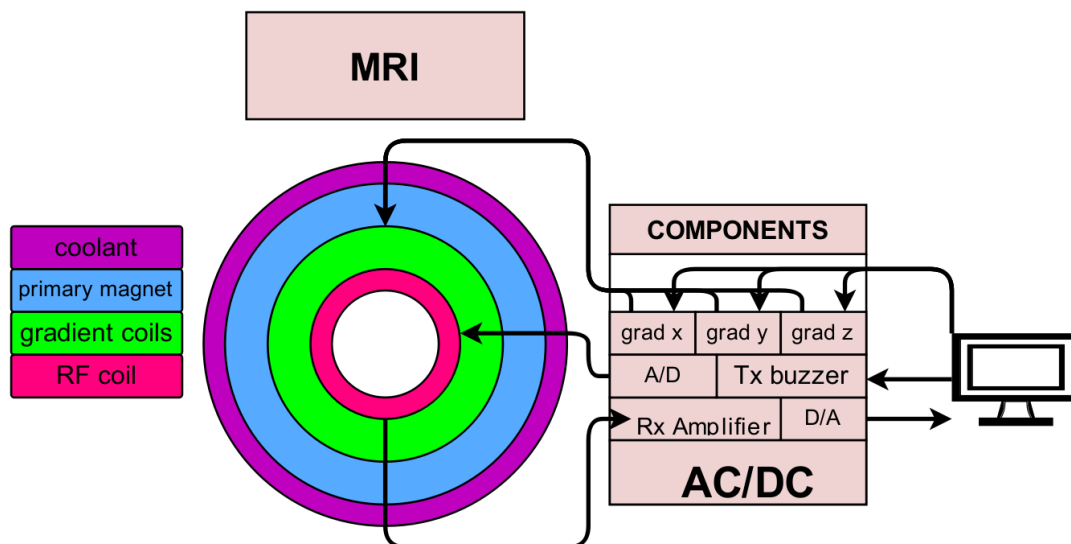 MRI
coolant
primary magnet
gradient coils
RF coil
COMPONENTS
grad x grad y grad z
A/D Tx buzzer
Rx Amplifier D/A
AC/DC